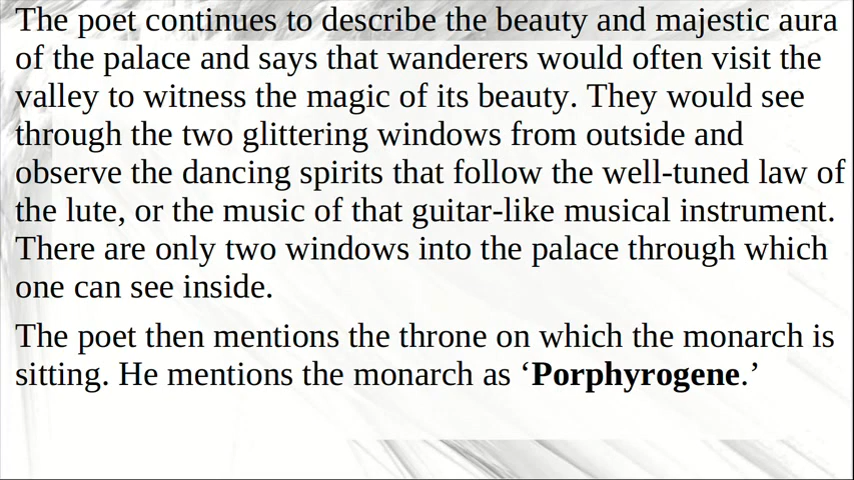 The poet continues to describe the beauty and majestic aura
of the palace and says that wanderers would often visit the
valley to witness the magic of its beauty. They would see
through the two glittering windows from outside and
observe the dancing spirits that follow the well-tuned law of
the lute, or the music of that guitar-like musical instrument.
There are only two windows into the palace through which
one can see inside.
The poet then mentions the throne on which the monarch is
sitting. He mentions the monarch as ‘Porphyrogene.’